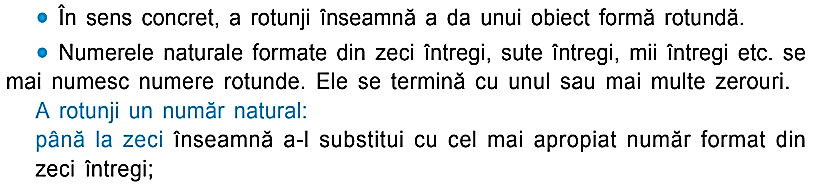 • În sens concret, a rotunji înseamnă a da unui obiect formă rotundă.
• Numerele naturale formate din zeci întregi, sute întregi, mii întregi etc. se
mai numesc numere rotunde. Ele se termină cu unul sau mai multe zerouri.
A rotunji un număr natural:
până la zeci înseamnă a-l substitui cu cel mai apropiat număr format din
zeci întregi;